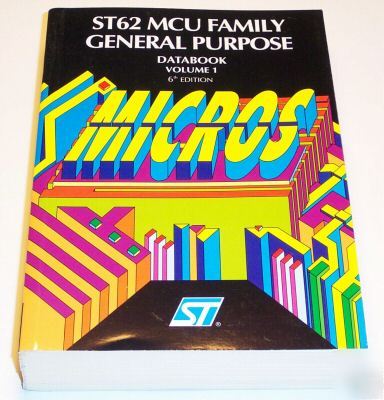 ST62 MCU FAMILY
GENERAL PURPOSE
DATABOOK
VOLUME 1
6th EDITION
MICROS
ST®